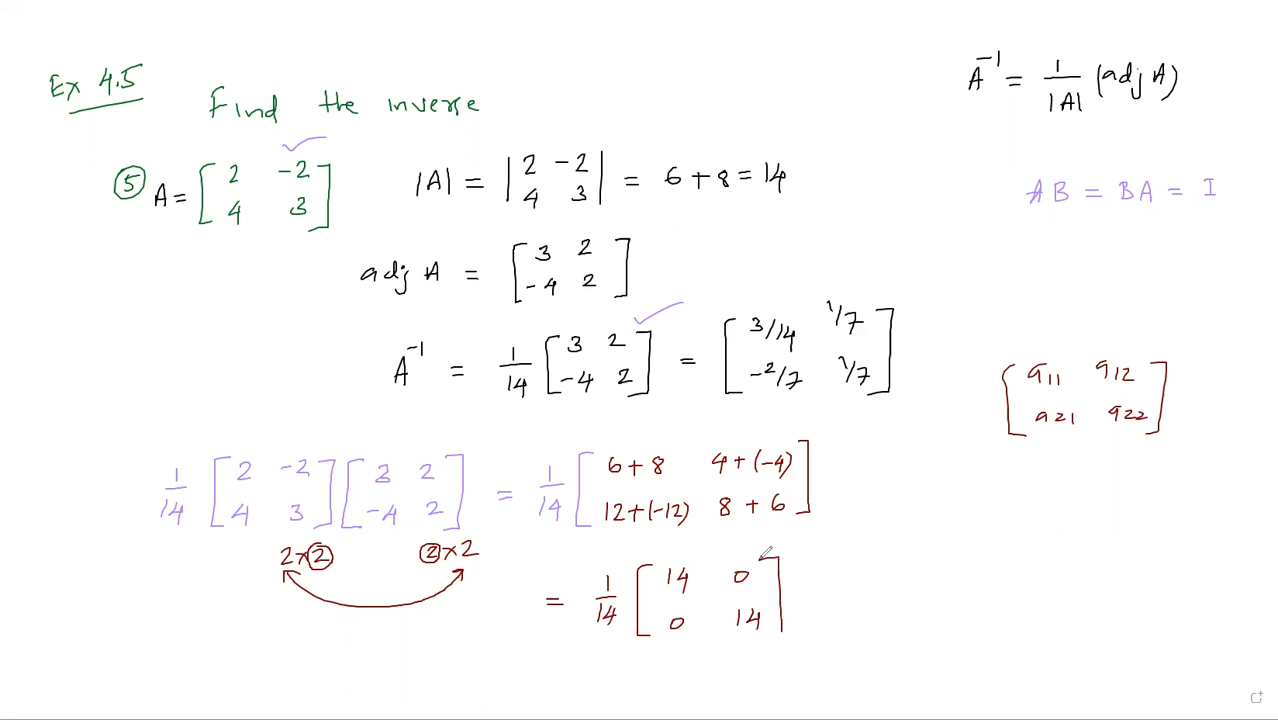 Ex 4.5
Find the inverse
A⁻¹ = 1/|A| (adj A)
⑤ A = [2 -2; 4 3]
|A| = |2 -2; 4 3| = 6 + 8 = 14
AB = BA = I
adj A = [3 2; -4 2]
A⁻¹ = 1/14 [3 2; -4 2] = [3/14 1/7; -2/7 1/7]
[a₁₁ a₁₂; a₂₁ a₂₂]
1/14 [2 -2; 4 3] [3 2; -4 2] = 1/14 [6+8 4+(-4); 12+(-12) 8+6]
2×② ②×2
= 1/14 [14 0; 0 14]